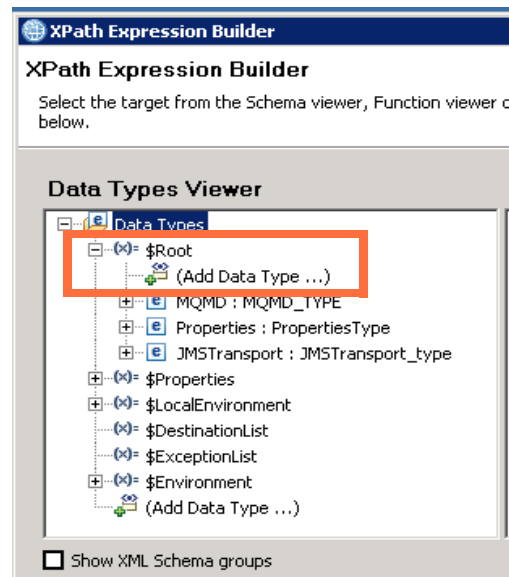 XPath Expression Builder
XPath Expression Builder
Select the target from the Schema viewer, Function viewer
below.
Data Types Viewer
Data Types
(x)= $Root
(Add Data Type ...)
e MQMD : MQMD_TYPE
e Properties : PropertiesType
e JMSTransport : JMSTransport_type
(x)= $Properties
(x)= $LocalEnvironment
(x)= $DestinationList
(x)= $ExceptionList
(x)= $Environment
(Add Data Type ...)
Show XML Schema groups